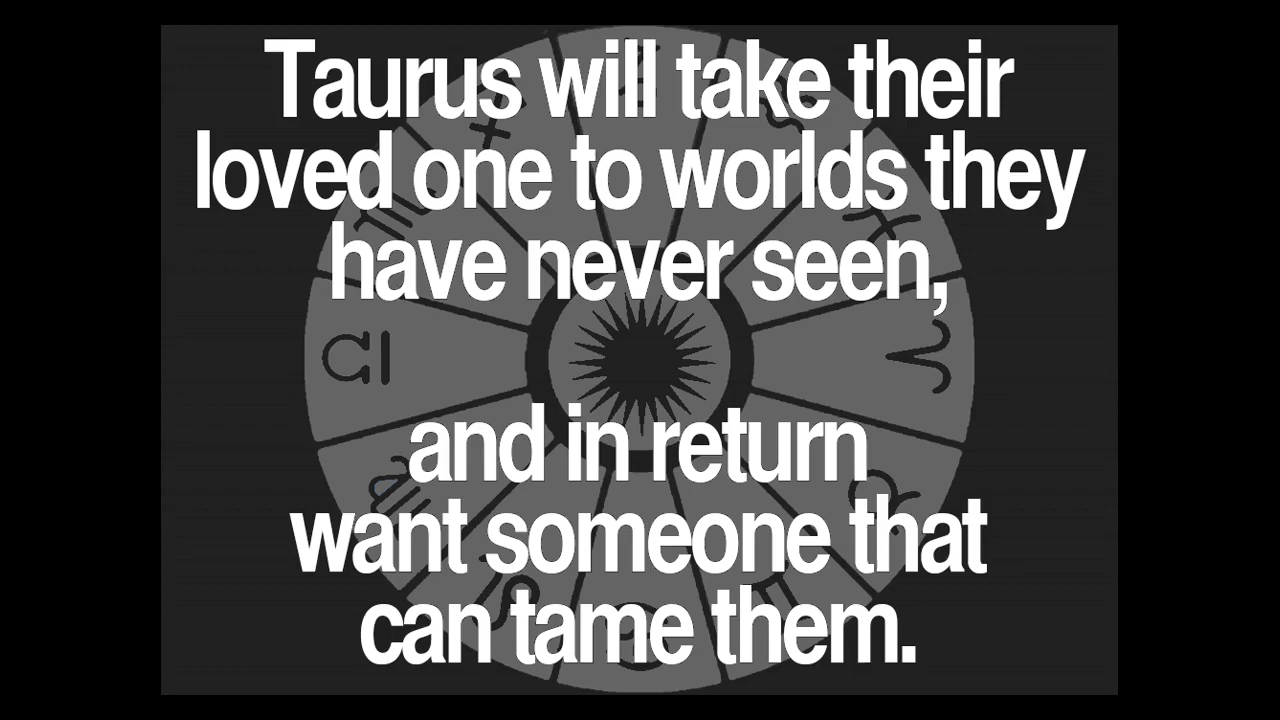 Taurus will take their
loved one to worlds they
have never seen,
and in return
want someone that
can tame them.